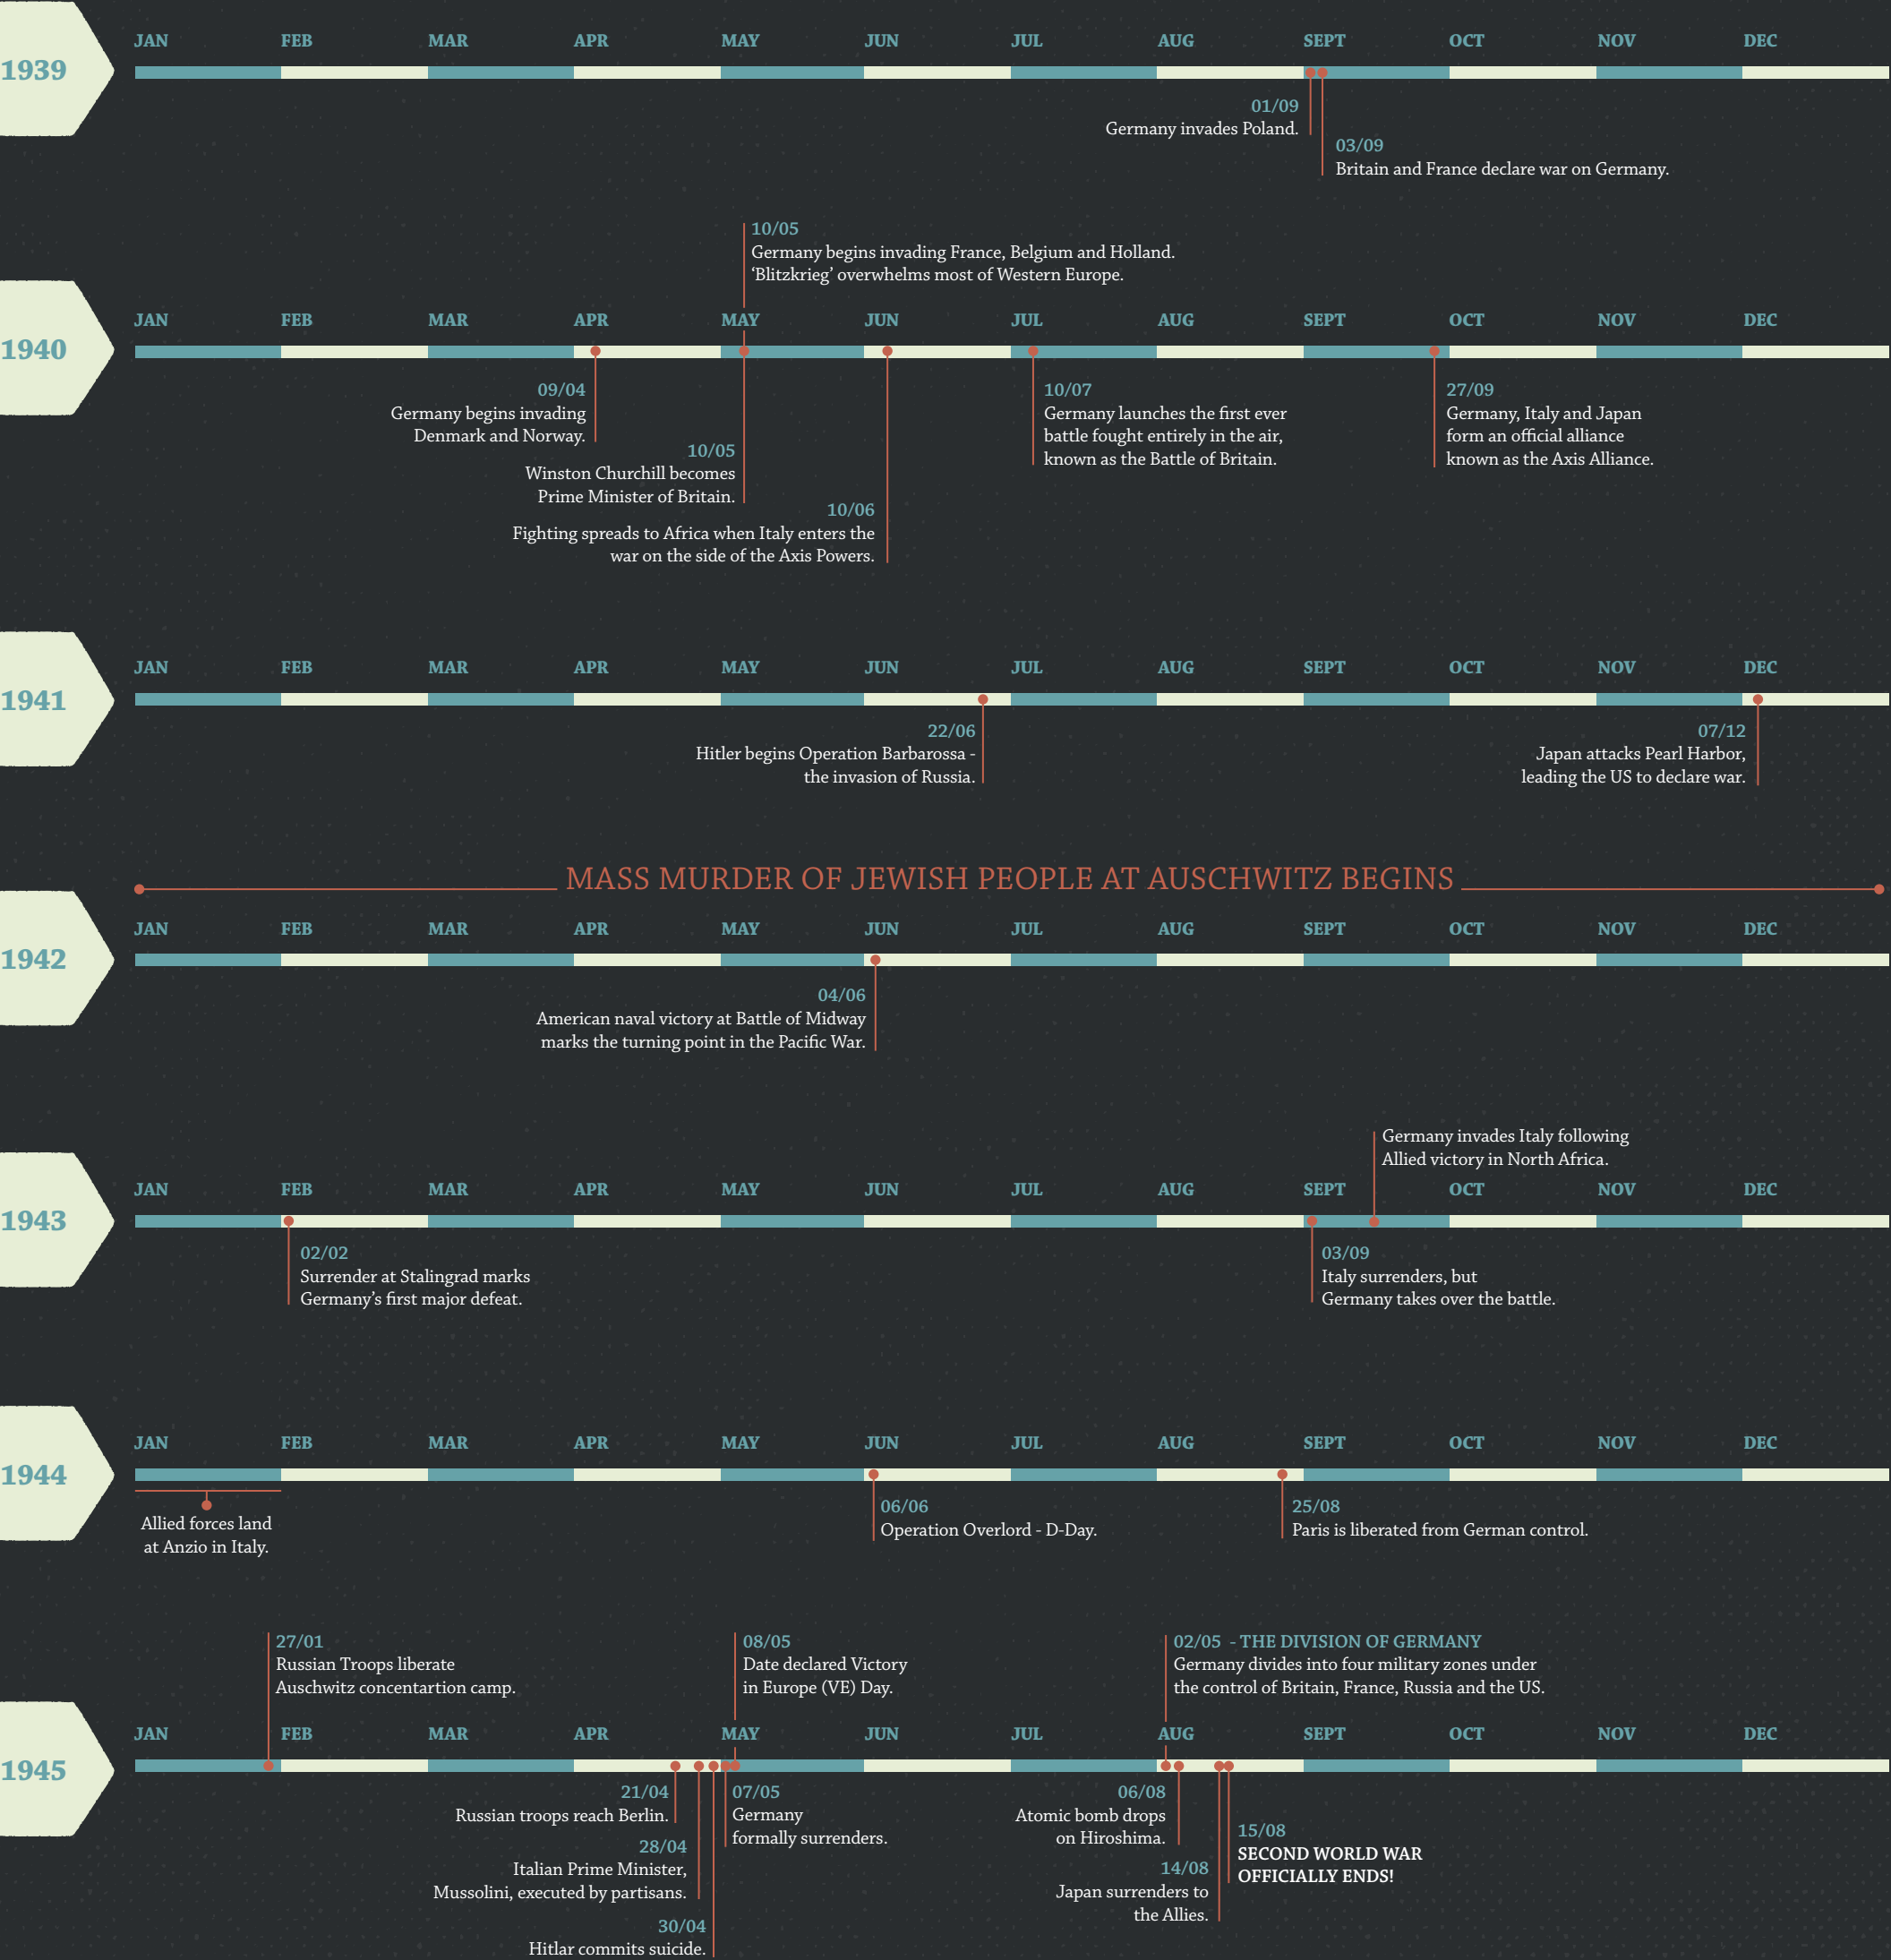 1939
JAN FEB MAR APR MAY JUN JUL AUG SEPT OCT NOV DEC
01/09
Germany invades Poland.
03/09
Britain and France declare war on Germany.
10/05
Germany begins invading France, Belgium and Holland.
‘Blitzkrieg’ overwhelms most of Western Europe.
1940
JAN FEB MAR APR MAY JUN JUL AUG SEPT OCT NOV DEC
09/04
Germany begins invading
Denmark and Norway.
10/05
Winston Churchill becomes
Prime Minister of Britain.
10/06
Fighting spreads to Africa when Italy enters the
war on the side of the Axis Powers.
10/07
Germany launches the first ever
battle fought entirely in the air,
known as the Battle of Britain.
27/09
Germany, Italy and Japan
form an official alliance
known as the Axis Alliance.
1941
JAN FEB MAR APR MAY JUN JUL AUG SEPT OCT NOV DEC
22/06
Hitler begins Operation Barbarossa -
the invasion of Russia.
07/12
Japan attacks Pearl Harbor,
leading the US to declare war.
MASS MURDER OF JEWISH PEOPLE AT AUSCHWITZ BEGINS
1942
JAN FEB MAR APR MAY JUN JUL AUG SEPT OCT NOV DEC
04/06
American naval victory at Battle of Midway
marks the turning point in the Pacific War.
Germany invades Italy following
Allied victory in North Africa.
1943
JAN FEB MAR APR MAY JUN JUL AUG SEPT OCT NOV DEC
02/02
Surrender at Stalingrad marks
Germany’s first major defeat.
03/09
Italy surrenders, but
Germany takes over the battle.
1944
JAN FEB MAR APR MAY JUN JUL AUG SEPT OCT NOV DEC
Allied forces land
at Anzio in Italy.
06/06
Operation Overlord - D-Day.
25/08
Paris is liberated from German control.
27/01
Russian Troops liberate
Auschwitz concentartion camp.
08/05
Date declared Victory
in Europe (VE) Day.
02/05 - THE DIVISION OF GERMANY
Germany divides into four military zones under
the control of Britain, France, Russia and the US.
1945
JAN FEB MAR APR MAY JUN JUL AUG SEPT OCT NOV DEC
21/04
Russian troops reach Berlin.
28/04
Italian Prime Minister,
Mussolini, executed by partisans.
30/04
Hitlar commits suicide.
07/05
Germany
formally surrenders.
06/08
Atomic bomb drops
on Hiroshima.
14/08
Japan surrenders to
the Allies.
15/08
SECOND WORLD WAR
OFFICIALLY ENDS!